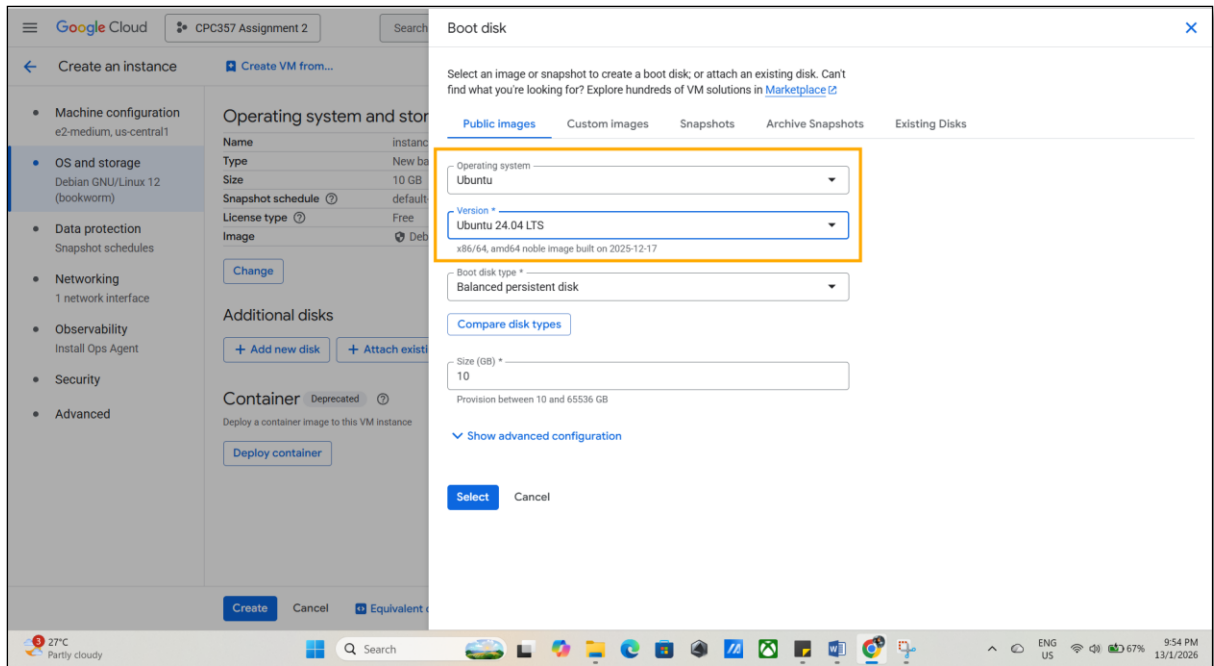 Google Cloud
CPC357 Assignment 2
Search
Create an instance
Create VM from...
Machine configuration
e2-medium, us-central1
OS and storage
Debian GNU/Linux 12
(bookworm)
Data protection
Snapshot schedules
Networking
1 network interface
Observability
Install Ops Agent
Security
Advanced
Operating system and stor
Name instanc
Type New ba
Size 10 GB
Snapshot schedule default-
License type Free
Image Deb
Change
Additional disks
+ Add new disk
+ Attach existi
Container Deprecated
Deploy a container image to this VM instance
Deploy container
Create
Cancel
Equivalent c
Boot disk
Select an image or snapshot to create a boot disk; or attach an existing disk. Can't
find what you're looking for? Explore hundreds of VM solutions in Marketplace
Public images
Custom images
Snapshots
Archive Snapshots
Existing Disks
Operating system
Ubuntu
Version *
Ubuntu 24.04 LTS
x86/64, amd64 noble image built on 2025-12-17
Boot disk type *
Balanced persistent disk
Compare disk types
Size (GB) *
10
Provision between 10 and 65536 GB
Show advanced configuration
Select
Cancel
3
27°C
Partly cloudy
Search
ENG
US
67%
9:54 PM
13/1/2026